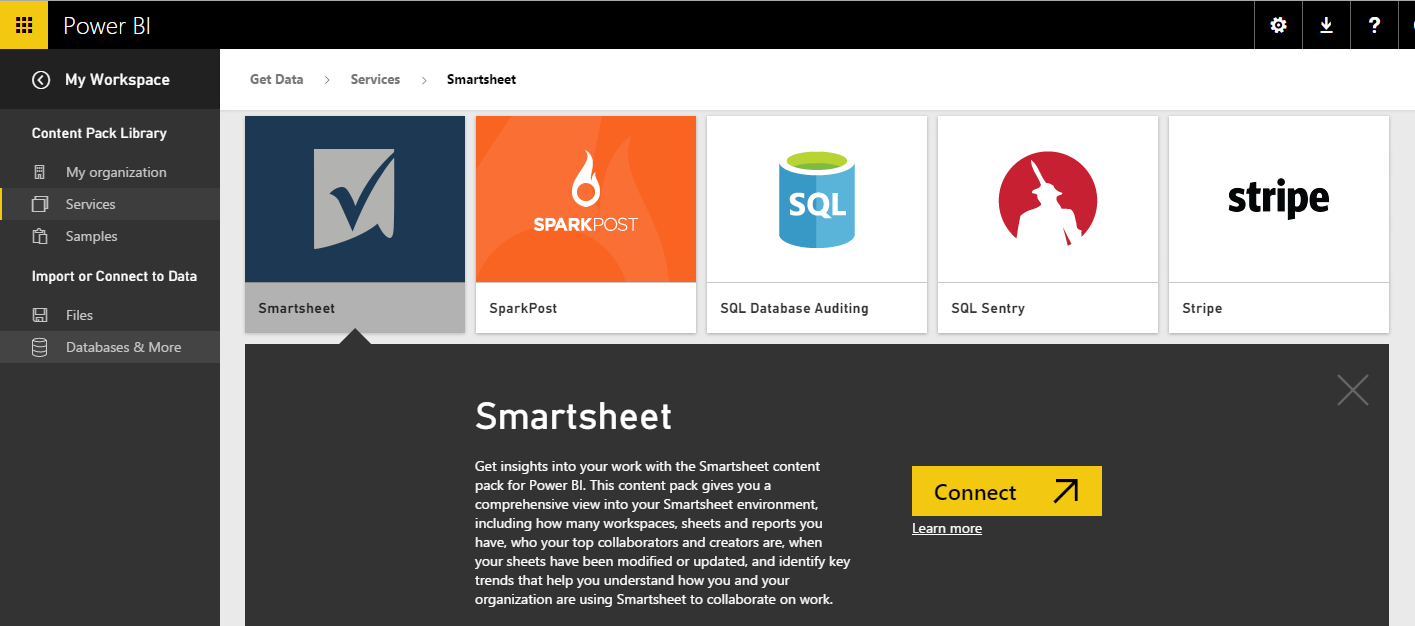 Power BI
?
My Workspace
Get Data > Services > Smartsheet
Content Pack Library
My organization
Services
Samples
Import or Connect to Data
Files
Databases & More
SPARKPOST
SQL
stripe
Smartsheet
SparkPost
SQL Database Auditing
SQL Sentry
Stripe
Smartsheet
Get insights into your work with the Smartsheet content
pack for Power BI. This content pack gives you a
comprehensive view into your Smartsheet environment,
including how many workspaces, sheets and reports you
have, who your top collaborators and creators are, when
your sheets have been modified or updated, and identify key
trends that help you understand how you and your
organization are using Smartsheet to collaborate on work.
Connect
Learn more